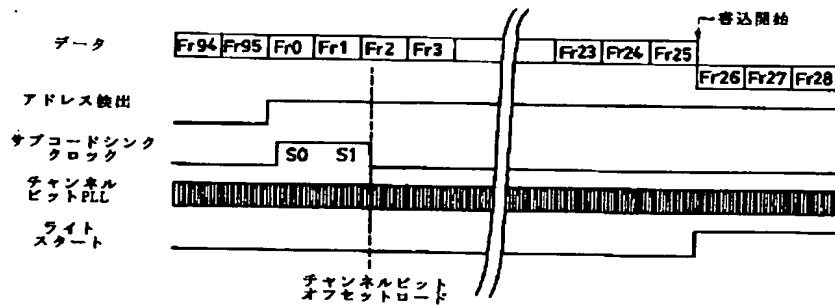 書込開始
データ Fr94 Fr95 Fr0 Fr1 Fr2 Fr3 Fr23 Fr24 Fr25
Fr26 Fr27 Fr28
アドレス検出
サブコードシンク
クロック
S0 S1
チャンネル
ビットPLL
ライト
スタート
チャンネルビット
オフセットロード